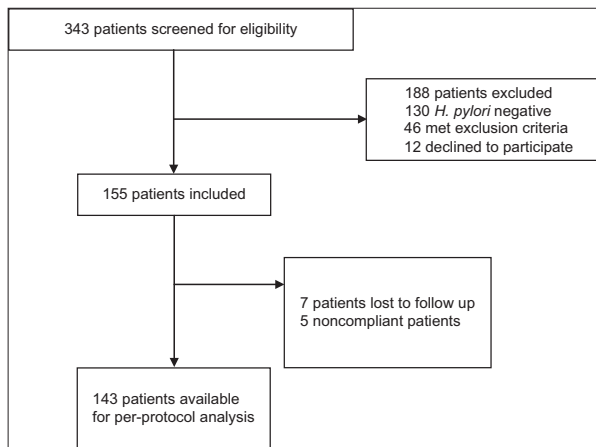 343 patients screened for eligibility
188 patients excluded
130 H. pylori negative
46 met exclusion criteria
12 declined to participate
155 patients included
7 patients lost to follow up
5 noncompliant patients
143 patients available
for per-protocol analysis